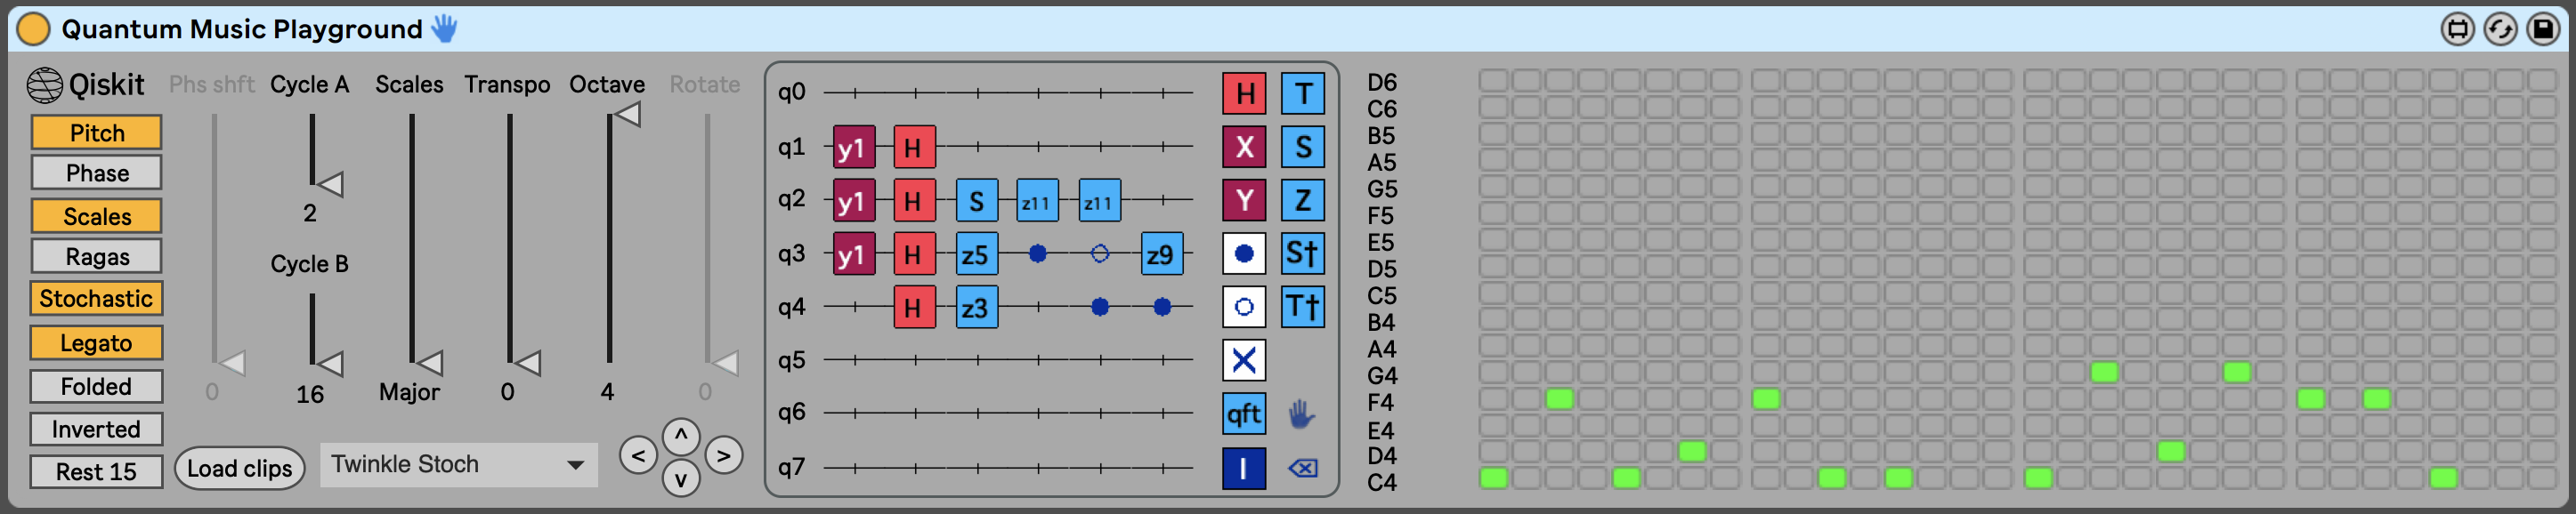 Quantum Music Playground
Qiskit
Phs shft
Cycle A
Scales
Transpo
Octave
Rotate
Pitch
Phase
Scales
Ragas
Stochastic
Legato
Folded
Inverted
Rest 15
2
Cycle B
0
16
Major
0
4
0
Load clips
Twinkle Stoch
<
^
v
>
q0
q1 y1 H
q2 y1 H S z11 z11
q3 y1 H z5 z9
q4 H z3
q5
q6
q7
H T
X S
Y Z
S†
T†
qft
I
D6
C6
B5
A5
G5
F5
E5
D5
C5
B4
A4
G4
F4
E4
D4
C4